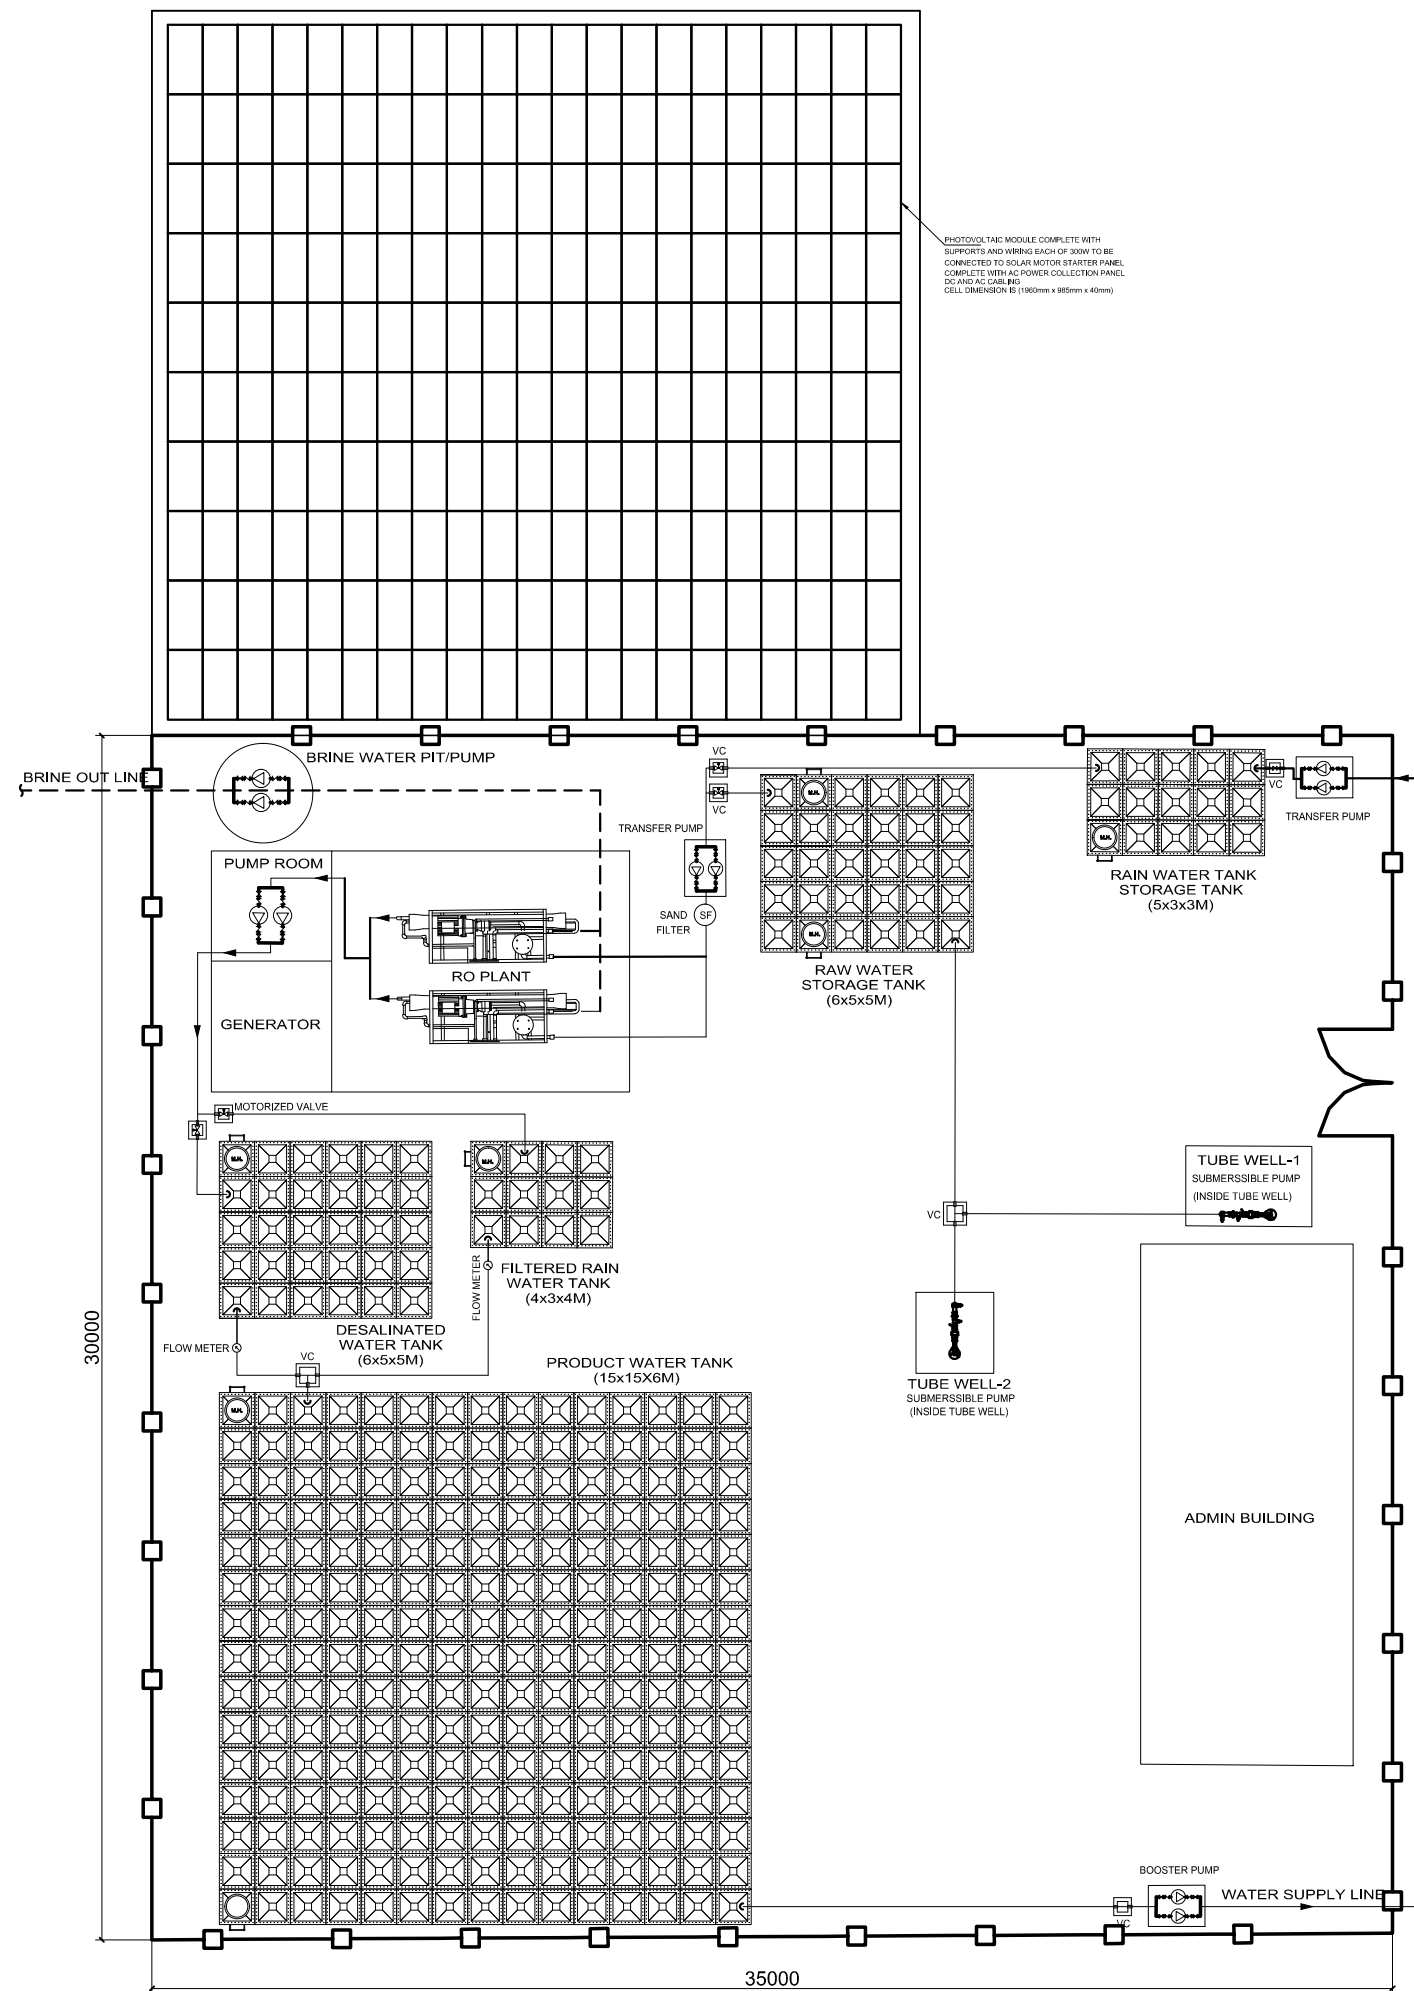 PHOTOVOLTAIC MODULE COMPLETE WITH
SUPPORTS AND WIRING EACH OF 300W TO BE
CONNECTED TO SOLAR MOTOR STARTER PANEL
COMPLETE WITH AC POWER COLLECTION PANEL
DC AND AC CABLING
CELL DIMENSION IS (1960mm x 985mm x 40mm)
BRINE WATER PIT/PUMP
BRINE OUT LINE
VC
VC
TRANSFER PUMP
M.H.
VC
TRANSFER PUMP
M.H.
RAIN WATER TANK
STORAGE TANK
(5x3x3M)
PUMP ROOM
SAND
FILTER
SF
M.H.
RAW WATER
STORAGE TANK
(6x5x5M)
RO PLANT
GENERATOR
MOTORIZED VALVE
M.H.
M.H.
TUBE WELL-1
SUBMERSSIBLE PUMP
(INSIDE TUBE WELL)
VC
FLOW METER
FILTERED RAIN
WATER TANK
(4x3x4M)
DESALINATED
WATER TANK
(6x5x5M)
FLOW METER
VC
PRODUCT WATER TANK
(15x15X6M)
M.H.
TUBE WELL-2
SUBMERSSIBLE PUMP
(INSIDE TUBE WELL)
30000
ADMIN BUILDING
BOOSTER PUMP
WATER SUPPLY LINE
VC
35000